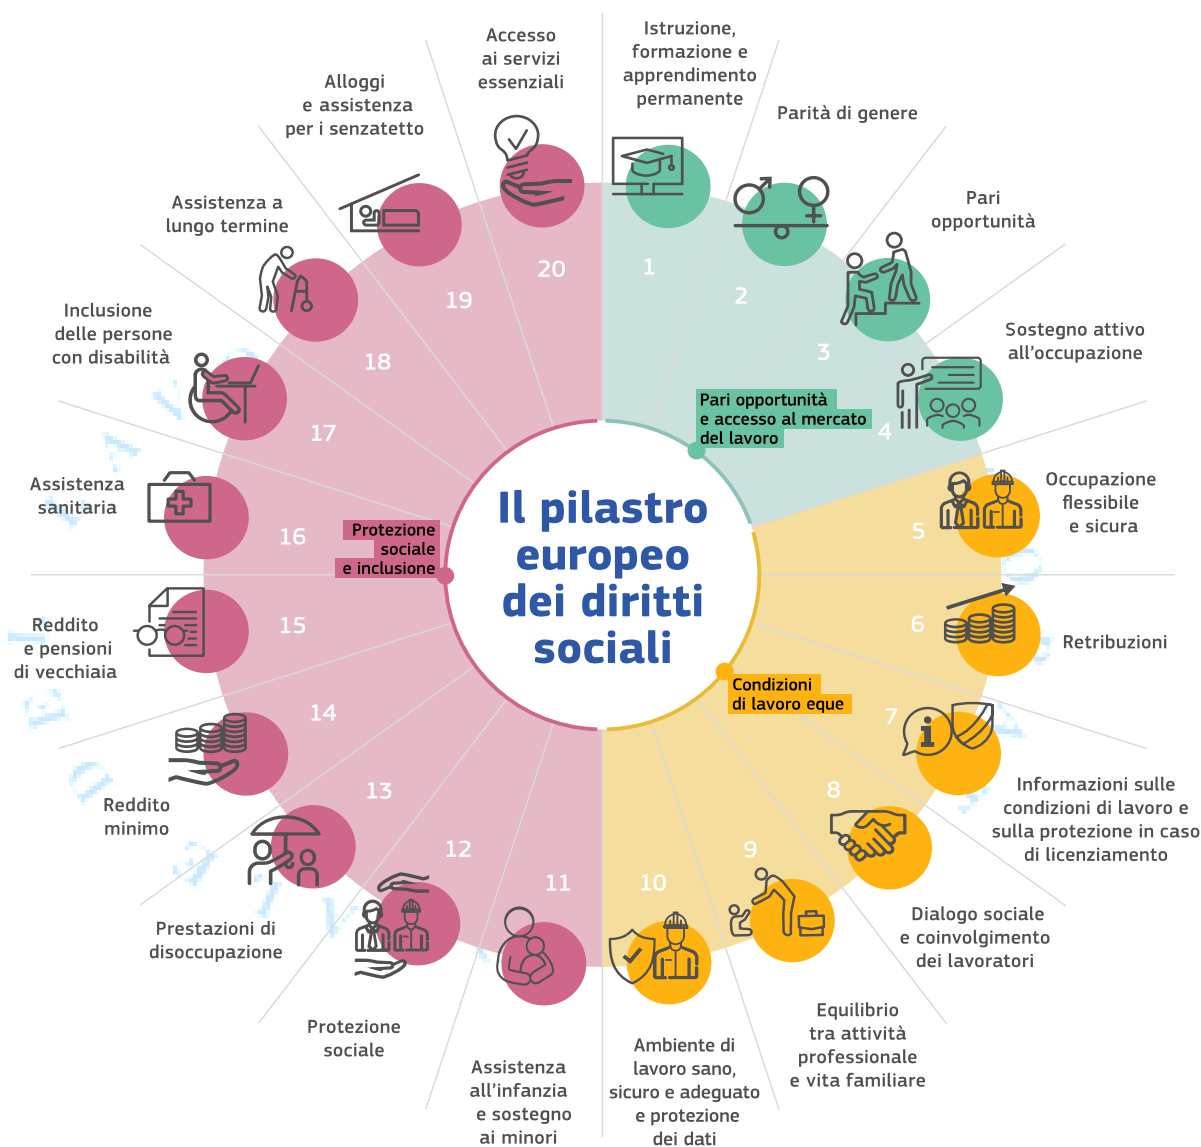 Istruzione,
formazione e
apprendimento
permanente
Parità di genere
Pari
opportunità
Sostegno attivo
all'occupazione
Occupazione
flessibile
e sicura
Retribuzioni
Informazioni sulle
condizioni di lavoro e
sulla protezione in caso
di licenziamento
Dialogo sociale
e coinvolgimento
dei lavoratori
Equilibrio
tra attività
professionale
e vita familiare
Ambiente di
lavoro sano,
sicuro e adeguato
e protezione
dei dati
Assistenza
all'infanzia
e sostegno
ai minori
Protezione
sociale
Prestazioni di
disoccupazione
Reddito
minimo
Reddito
e pensioni
di vecchiaia
Assistenza
sanitaria
Inclusione
delle persone
con disabilità
Assistenza a
lungo termine
Alloggi
e assistenza
per i senzatetto
Accesso
ai servizi
essenziali
1
2
3
4
5
6
7
8
9
10
11
12
13
14
15
16
17
18
19
20
Pari opportunità
e accesso al mercato
del lavoro
Condizioni
di lavoro eque
Protezione
sociale
e inclusione
Il pilastro
europeo
dei diritti
sociali